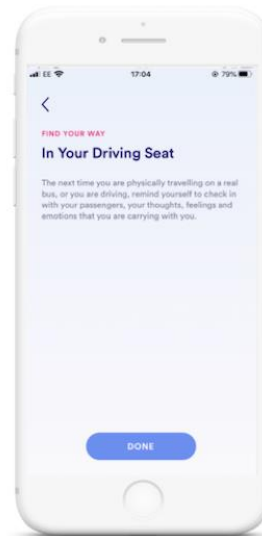 EE 17:04 79%
FIND YOUR WAY
In Your Driving Seat
The next time you are physically travelling on a real
bus, or you are driving, remind yourself to check in
with your passengers, your thoughts, feelings and
emotions that you are carrying with you.
DONE